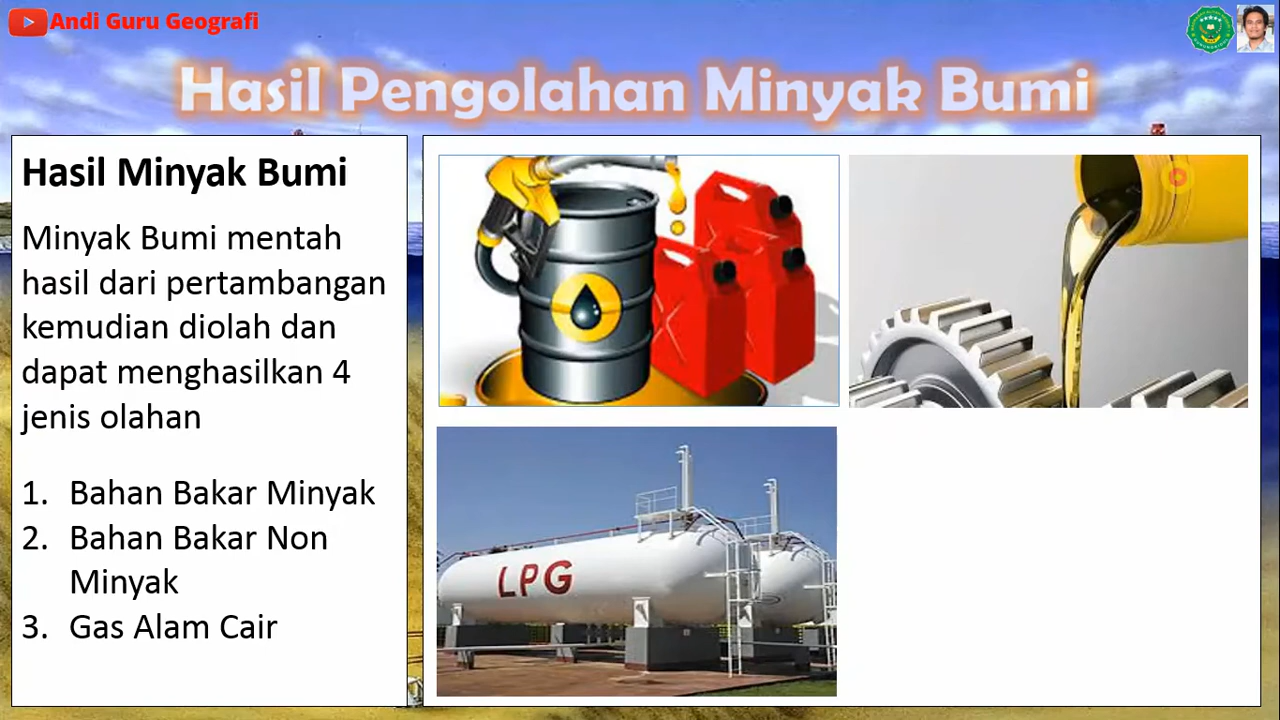 Andi Guru Geografi
Hasil Pengolahan Minyak Bumi
Hasil Minyak Bumi
Minyak Bumi mentah
hasil dari pertambangan
kemudian diolah dan
dapat menghasilkan 4
jenis olahan
1. Bahan Bakar Minyak
2. Bahan Bakar Non
Minyak
3. Gas Alam Cair
LPG